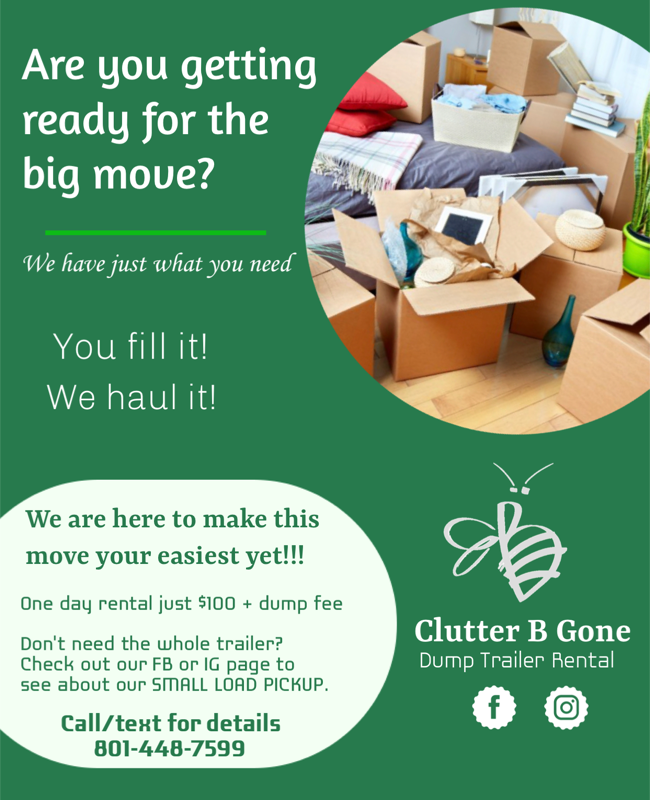 Are you getting
ready for the
big move?
We have just what you need
You fill it!
We haul it!
We are here to make this
move your easiest yet!!!
One day rental just $100 + dump fee
Don't need the whole trailer?
Check out our FB or IG page to
see about our SMALL LOAD PICKUP.
Call/text for details
801-448-7599
Clutter B Gone
Dump Trailer Rental